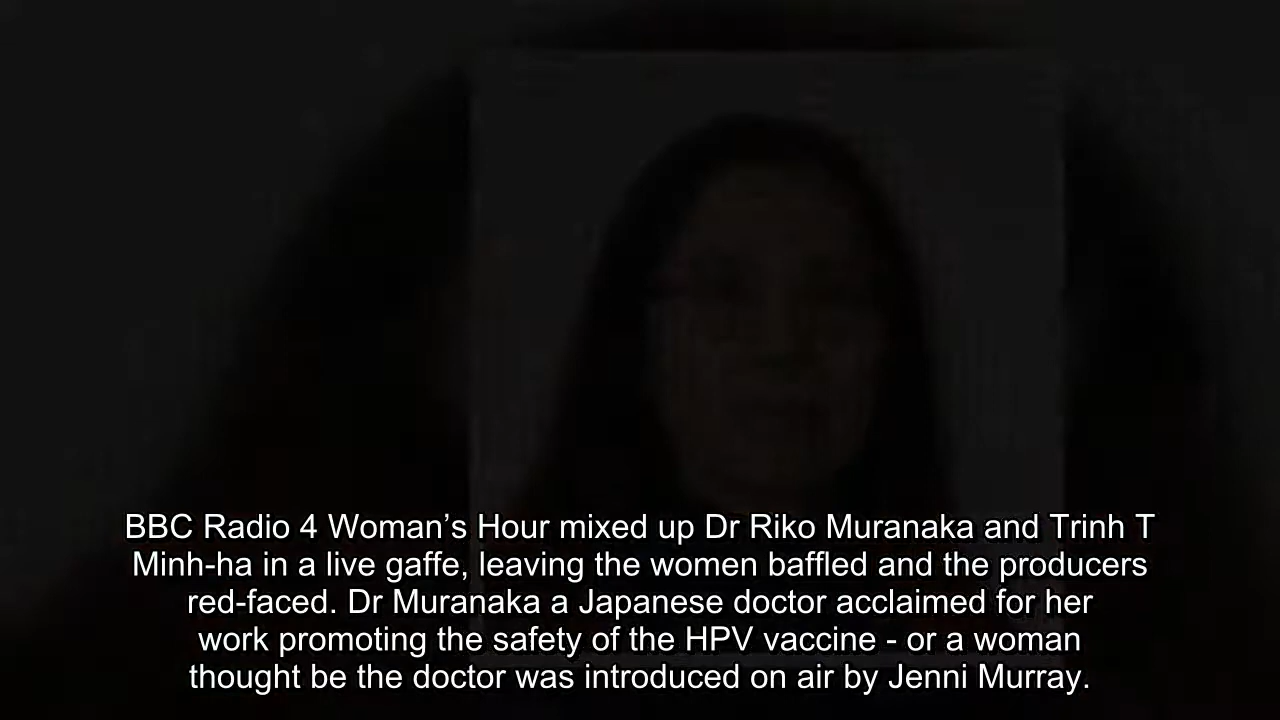 BBC Radio 4 Woman’s Hour mixed up Dr Riko Muranaka and Trinh T
Minh-ha in a live gaffe, leaving the women baffled and the producers
red-faced. Dr Muranaka a Japanese doctor acclaimed for her
work promoting the safety of the HPV vaccine - or a woman
thought be the doctor was introduced on air by Jenni Murray.